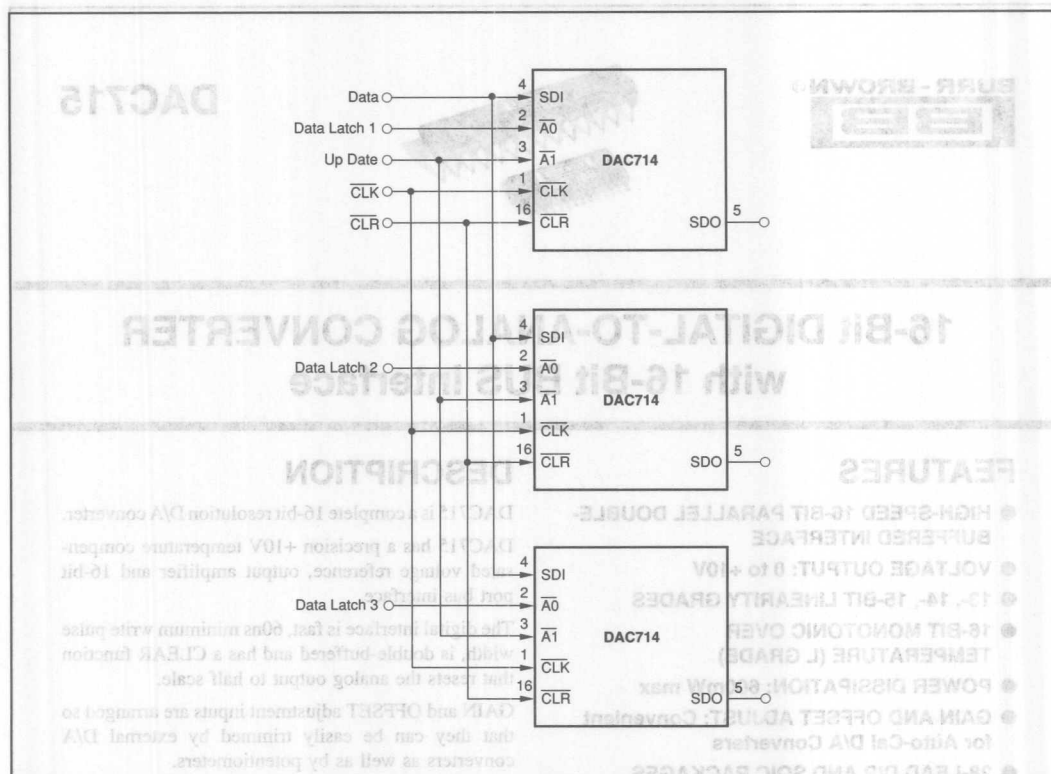 Data
Data Latch 1
Up Date
CLK
CLR
4 SDI
2 A0
3 A1
1 CLK
16 CLR
DAC714
SDO 5
Data Latch 2
4 SDI
2 A0
3 A1
1 CLK
16 CLR
DAC714
SDO 5
Data Latch 3
4 SDI
2 A0
3 A1
1 CLK
16 CLR
DAC714
SDO 5
BURR-BROWN
BB
DAC715
16-Bit DIGITAL-TO-ANALOG CONVERTER
with 16-Bit BUS Interface
FEATURES
HIGH-SPEED 16-BIT PARALLEL DOUBLE-
BUFFERED INTERFACE
VOLTAGE OUTPUT: 0 to +10V
13-, 14-, 15-BIT LINEARITY GRADES
16-BIT MONOTONIC OVER
TEMPERATURE (L GRADE)
POWER DISSIPATION: 600mW max
GAIN AND OFFSET ADJUST: Convenient
for Auto-Cal D/A Converters
28-LEAD DIP AND SOIC PACKAGES
DESCRIPTION
DAC715 is a complete 16-bit resolution D/A converter.
DAC715 has a precision +10V temperature compen-
sated voltage reference, output amplifier and 16-bit
port bus interface.
The digital interface is fast, 60ns minimum write pulse
width, is double-buffered and has a CLEAR function
that resets the analog output to half scale.
GAIN and OFFSET adjustment inputs are arranged so
that they can be easily trimmed by external D/A
converters as well as by potentiometers.